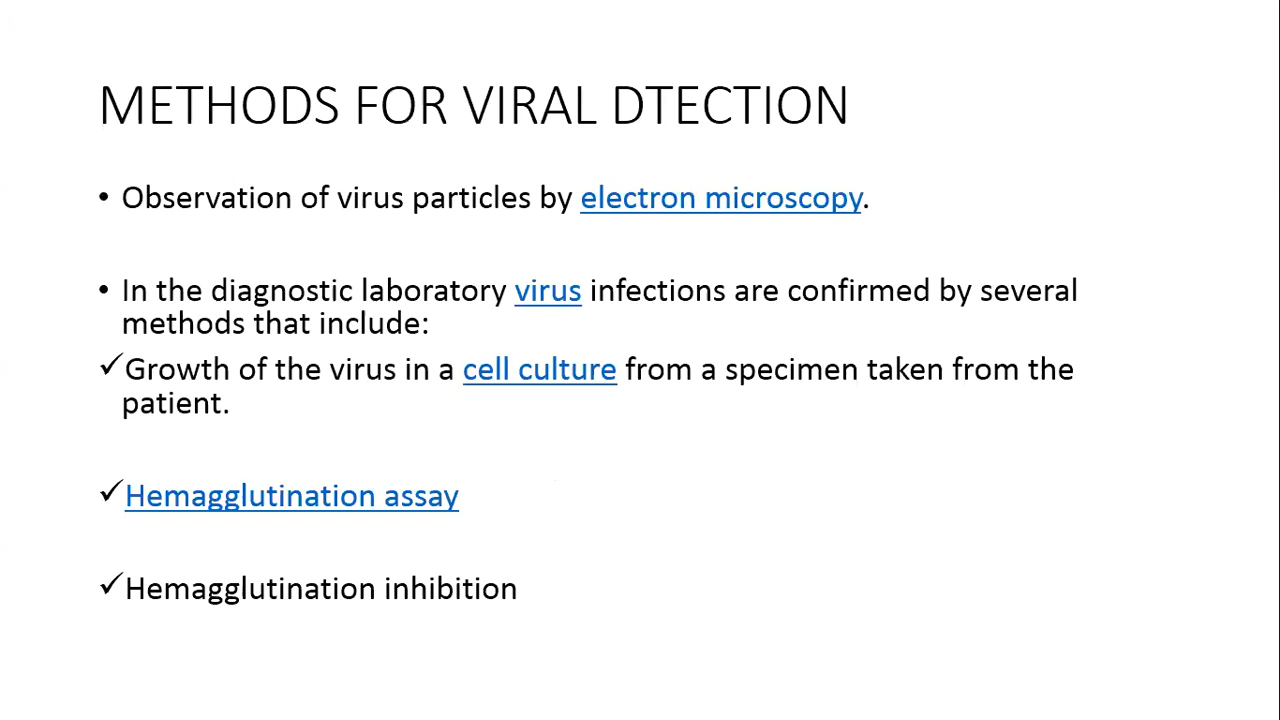 METHODS FOR VIRAL DTECTION
• Observation of virus particles by electron microscopy.
• In the diagnostic laboratory virus infections are confirmed by several
methods that include:
✓Growth of the virus in a cell culture from a specimen taken from the
patient.
✓Hemagglutination assay
✓Hemagglutination inhibition